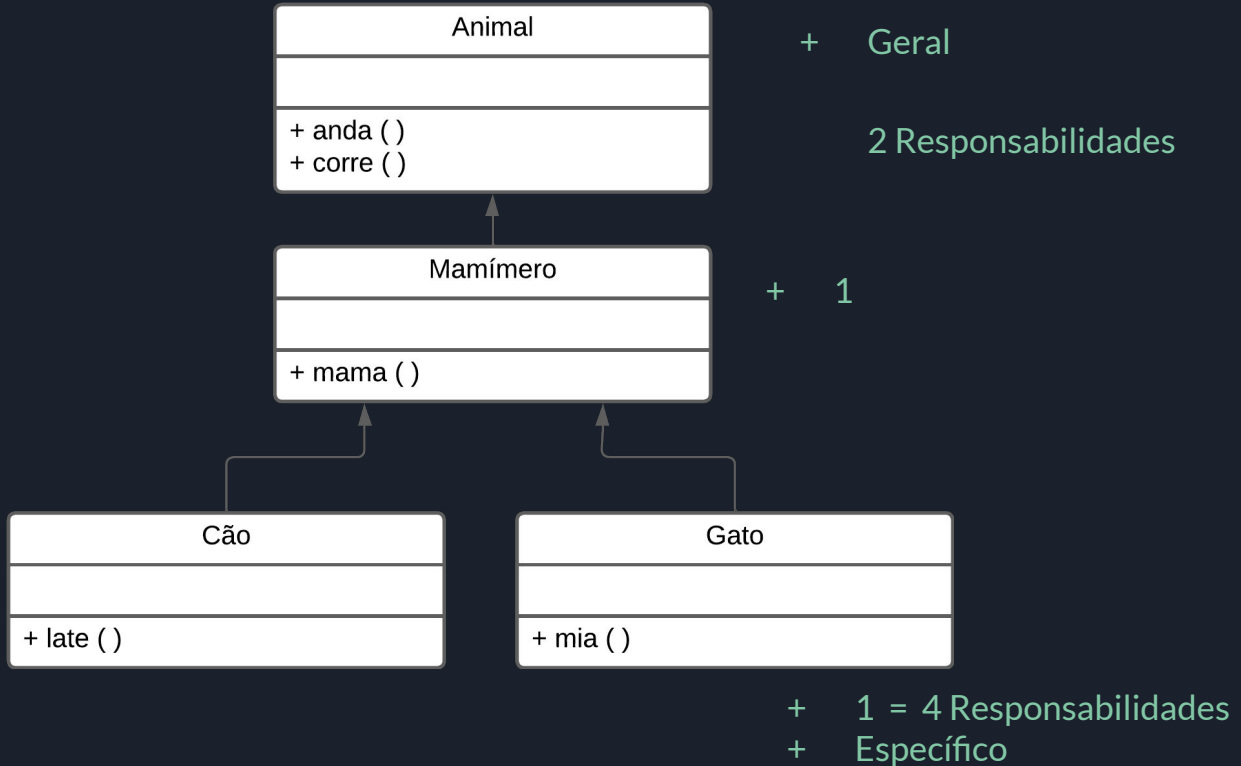 Animal
+ Geral
+ anda ( )
+ corre ( )
2 Responsabilidades
Mamímero
+ 1
+ mama ( )
Cão
+ late ( )
Gato
+ mia ( )
+ 1 = 4 Responsabilidades
+ Específico